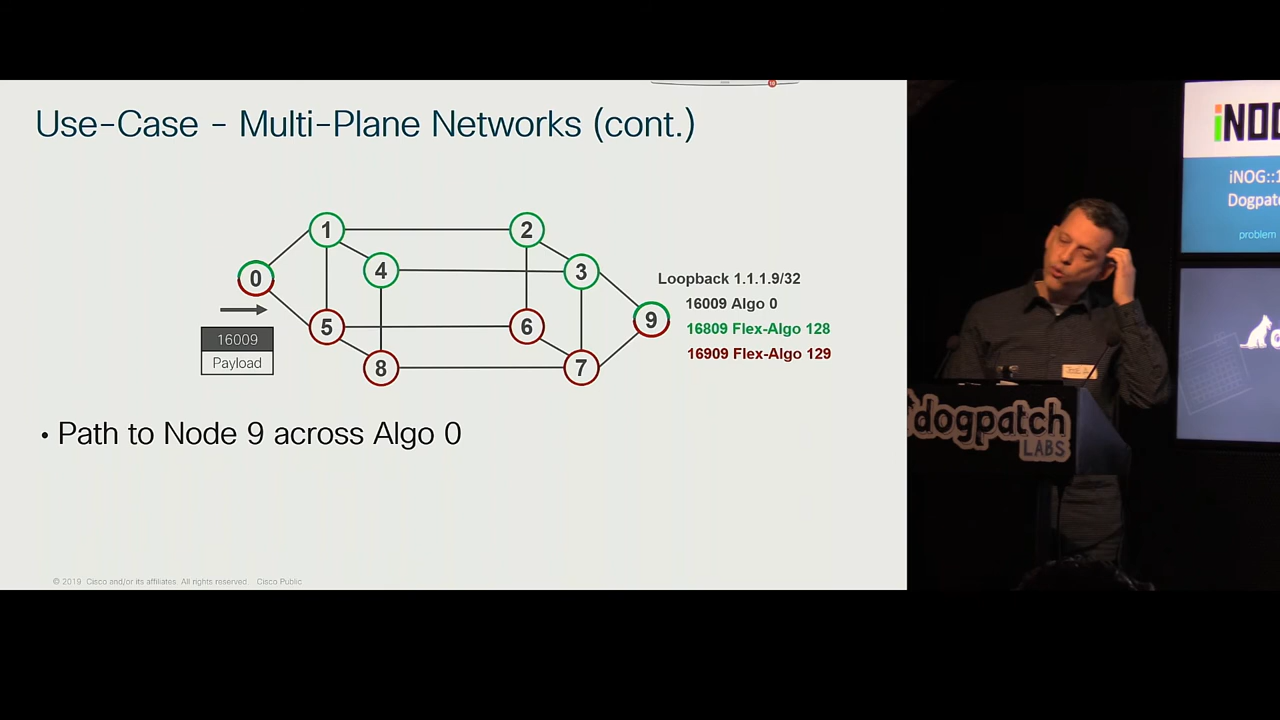 Use-Case - Multi-Plane Networks (cont.)
1
2
0
4
3
Loopback 1.1.1.9/32
16009 Algo 0
5
6
9
16809 Flex-Algo 128
16009
16909 Flex-Algo 129
Payload
8
7
• Path to Node 9 across Algo 0
© 2019 Cisco and/or its affiliates. All rights reserved. Cisco Public
iNOG::1
Dogpatc
problem
dogpatch
LABS